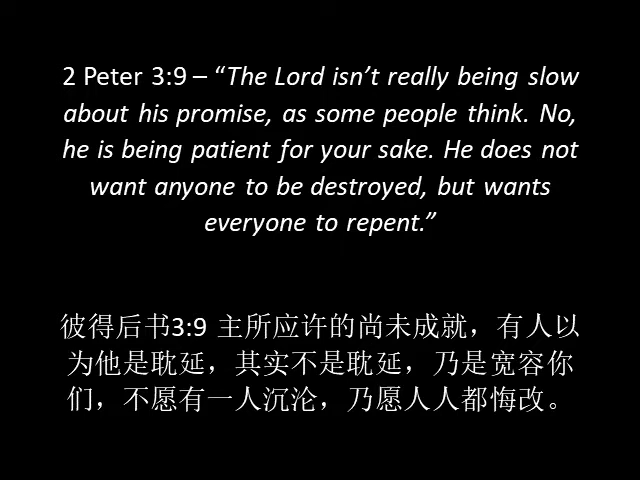 2 Peter 3:9 – “The Lord isn’t really being slow
about his promise, as some people think. No,
he is being patient for your sake. He does not
want anyone to be destroyed, but wants
everyone to repent.”
彼得后书3:9 主所应许的尚未成就，有人以
为他是耽延，其实不是耽延，乃是宽容你
们，不愿有一人沉沦，乃愿人人都悔改。